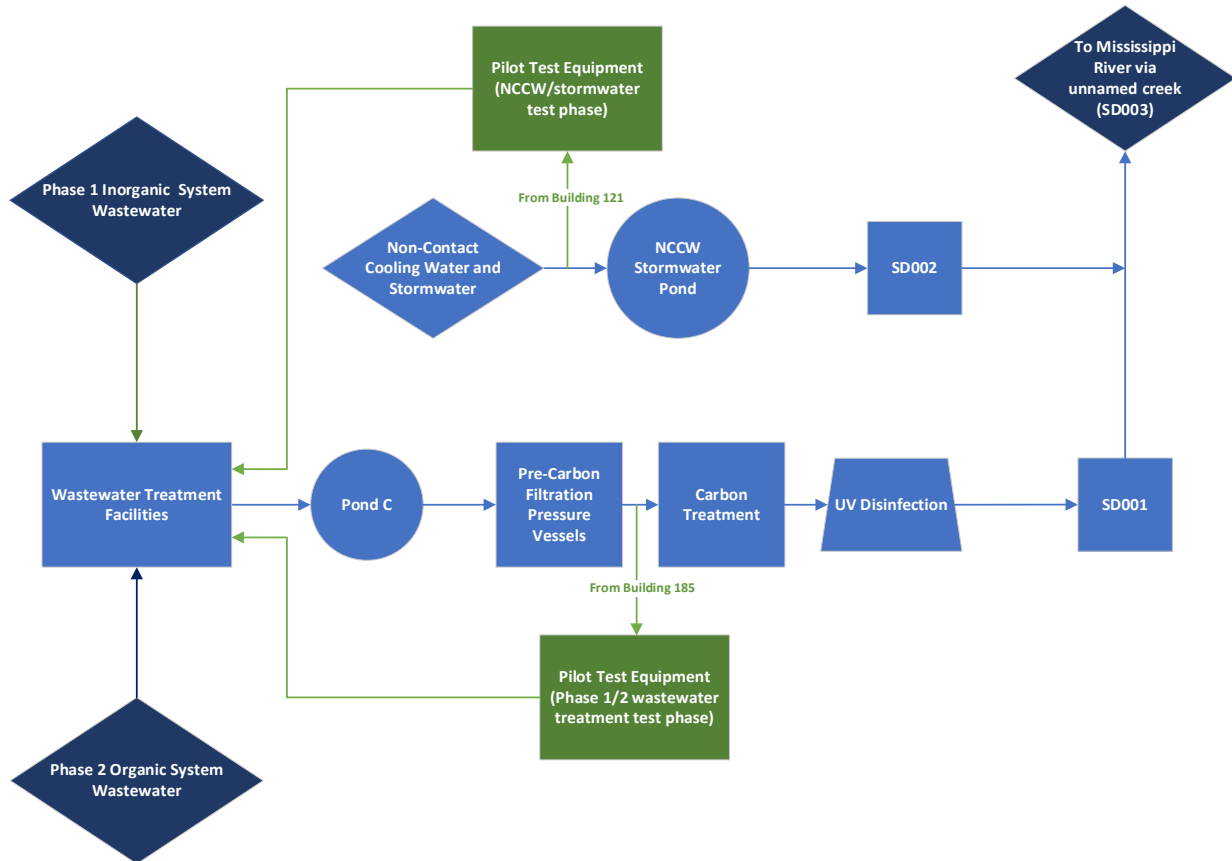 To Mississippi
River via
unnamed creek
(SD003)
Pilot Test Equipment
(NCCW/stormwater
test phase)
Phase 1 Inorganic System
Wastewater
From Building 121
Non-Contact
Cooling Water and
Stormwater
NCCW
Stormwater
Pond
SD002
Wastewater Treatment
Facilities
Pond C
Pre-Carbon
Filtration
Pressure
Vessels
Carbon
Treatment
UV Disinfection
SD001
From Building 185
Pilot Test Equipment
(Phase 1/2 wastewater
treatment test phase)
Phase 2 Organic System
Wastewater